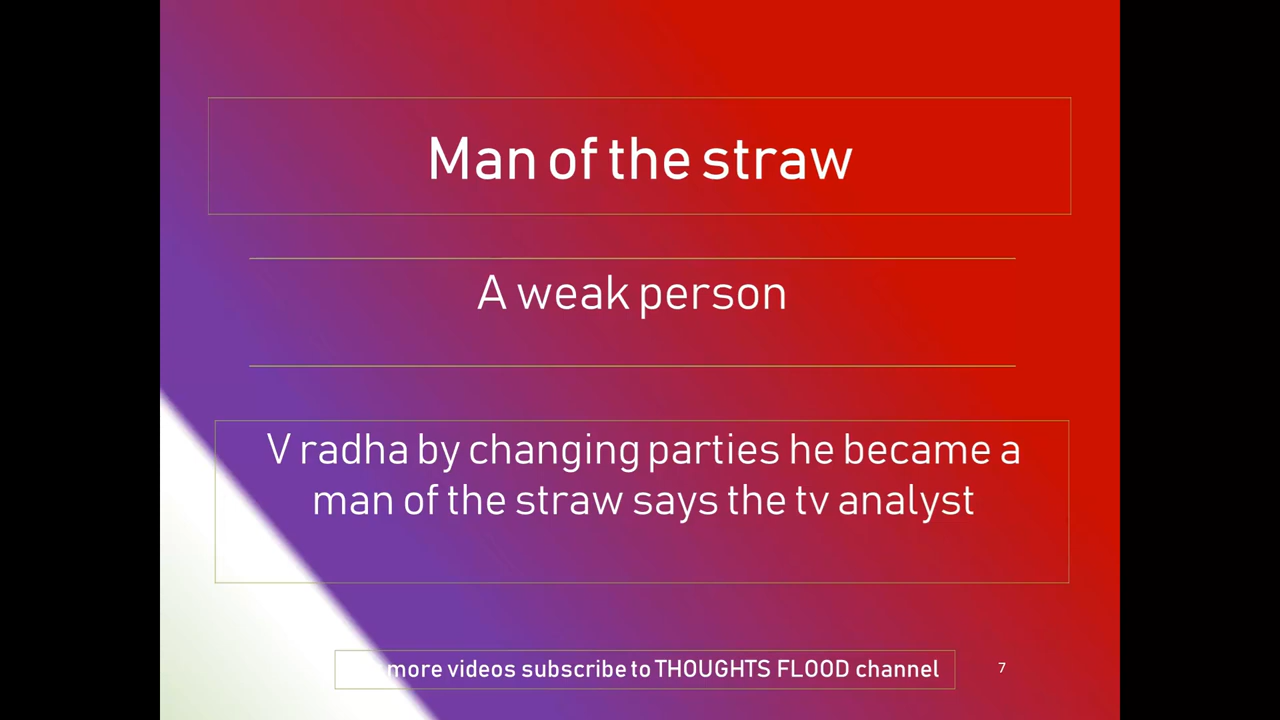 Man of the straw
A weak person
V radha by changing parties he became a
man of the straw says the tv analyst
more videos subscribe to THOUGHTS FLOOD channel
7